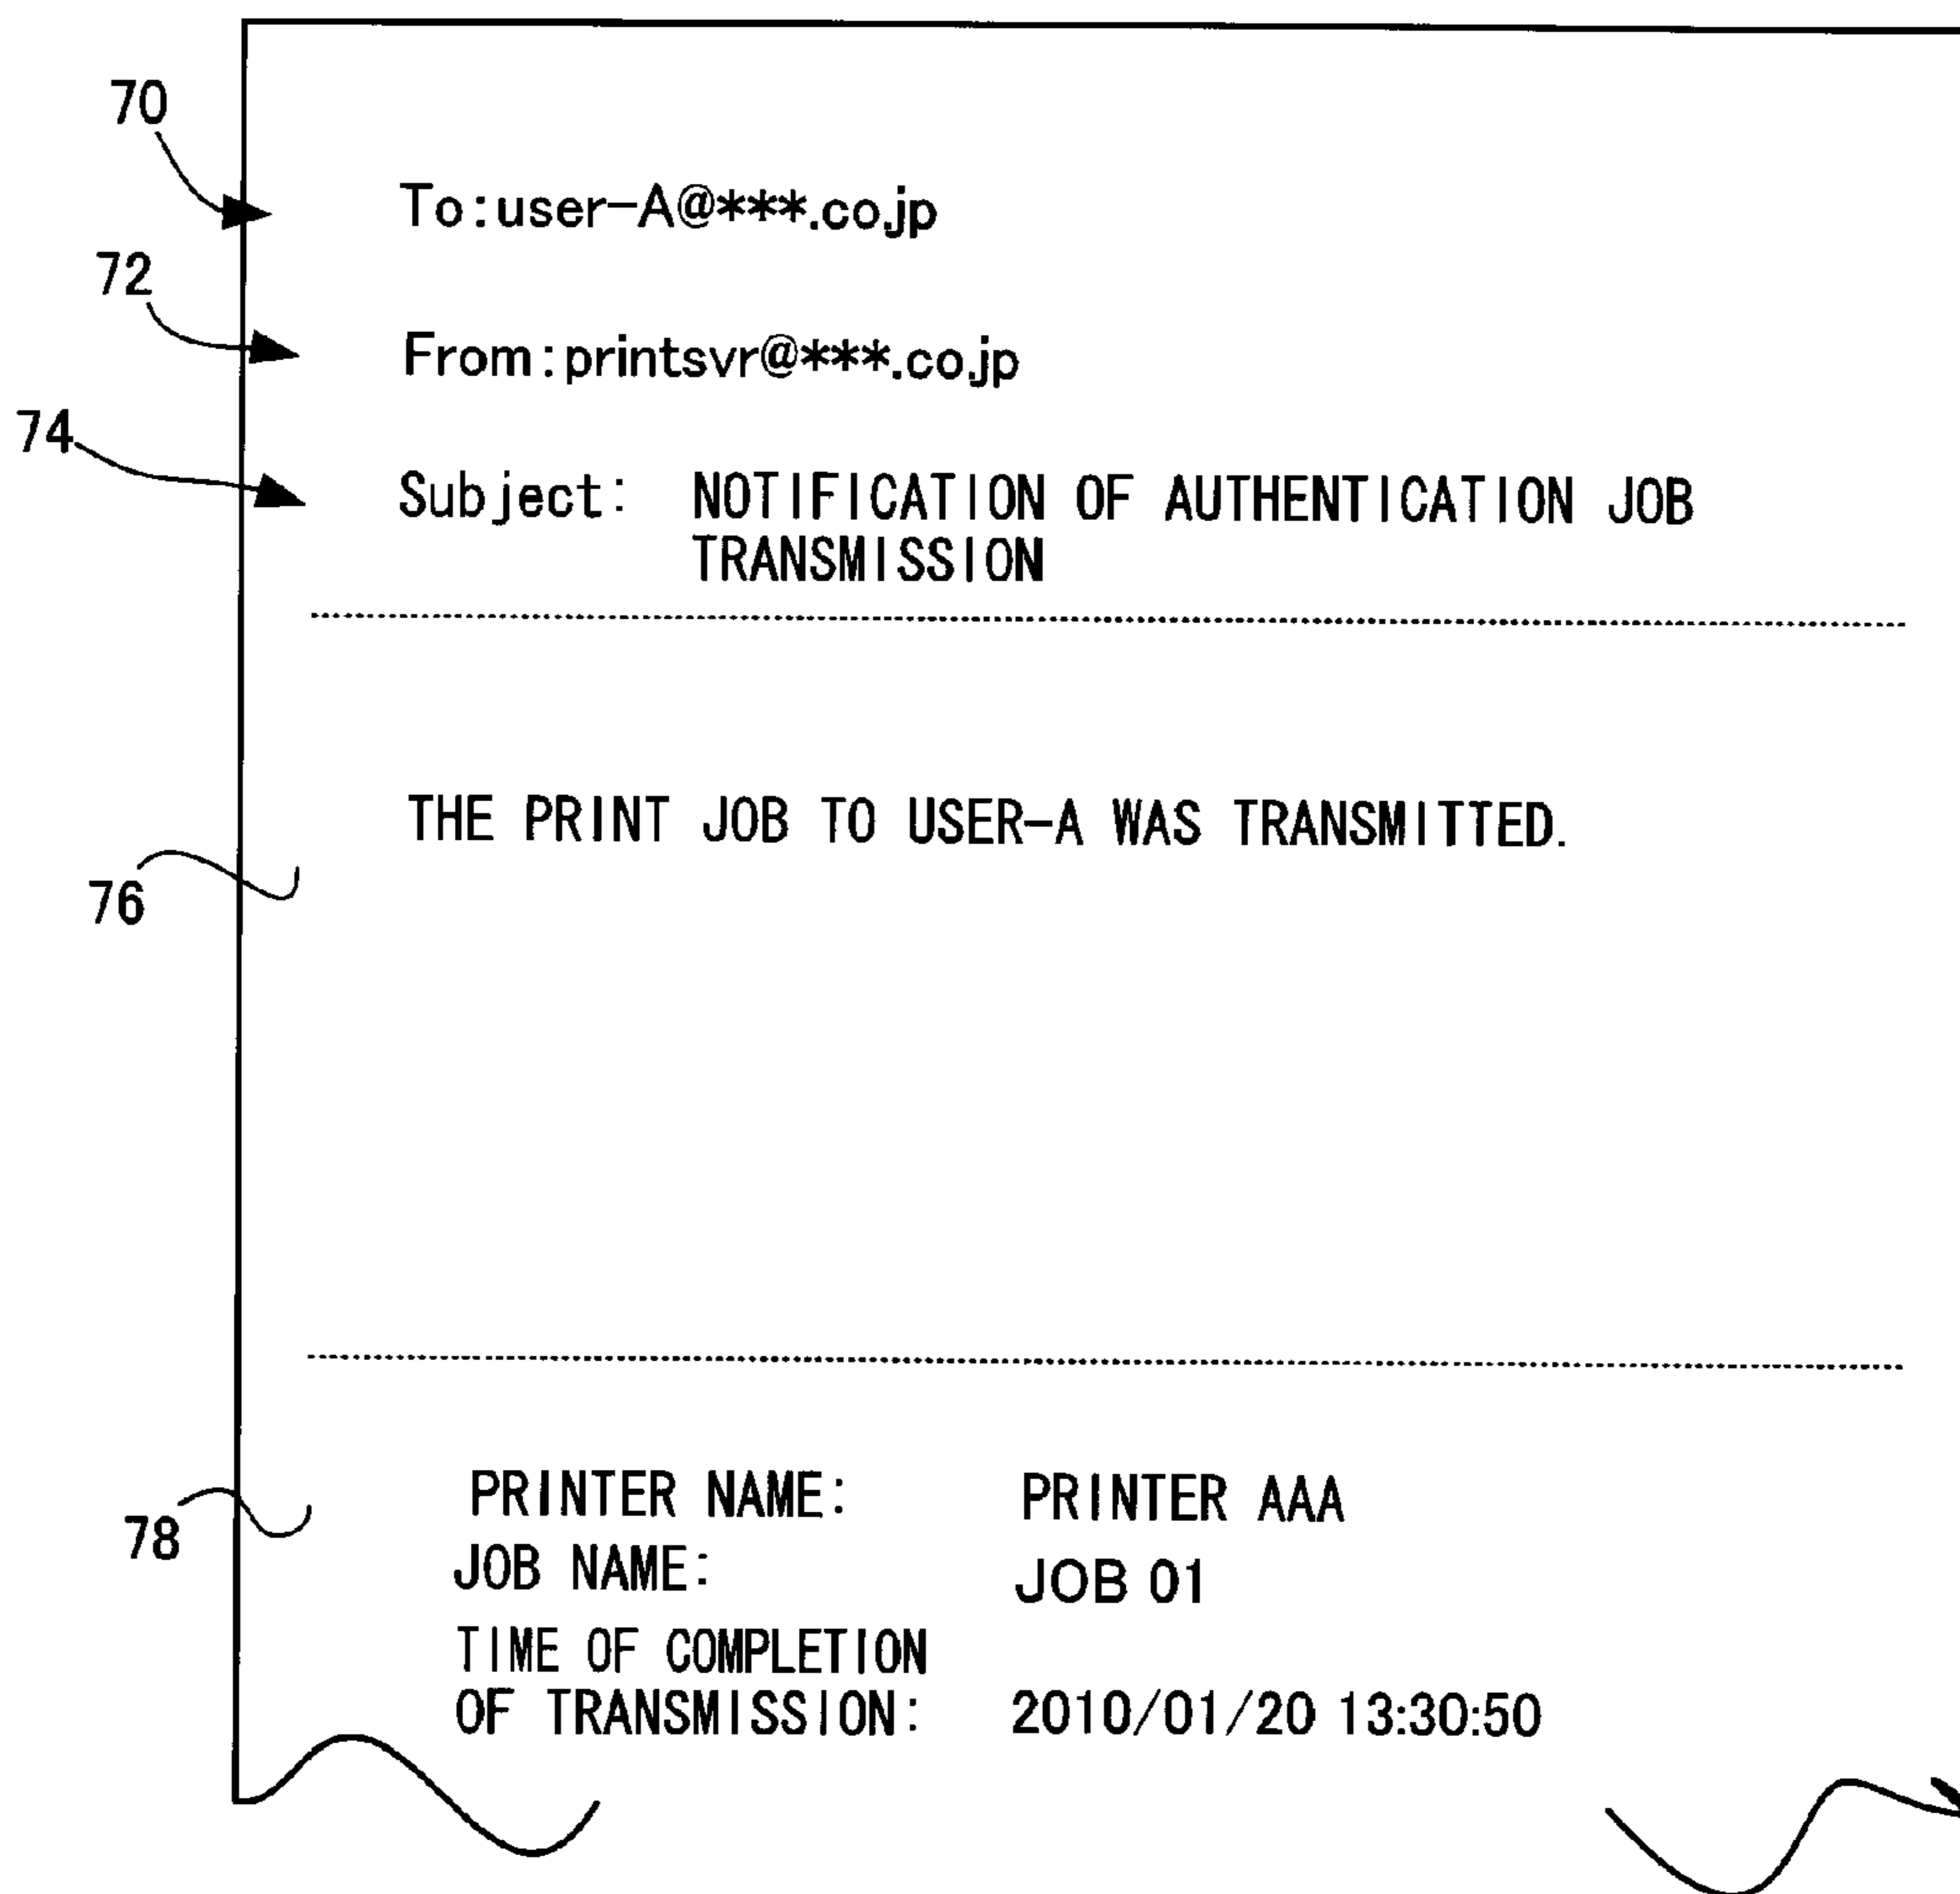 70
To:user-A@***.co.jp
72
From:printsvr@***.co.jp
74
Subject: NOTIFICATION OF AUTHENTICATION JOB
TRANSMISSION
THE PRINT JOB TO USER-A WAS TRANSMITTED.
76
PRINTER NAME: PRINTER AAA
78
JOB NAME: JOB 01
TIME OF COMPLETION
OF TRANSMISSION: 2010/01/20 13:30:50